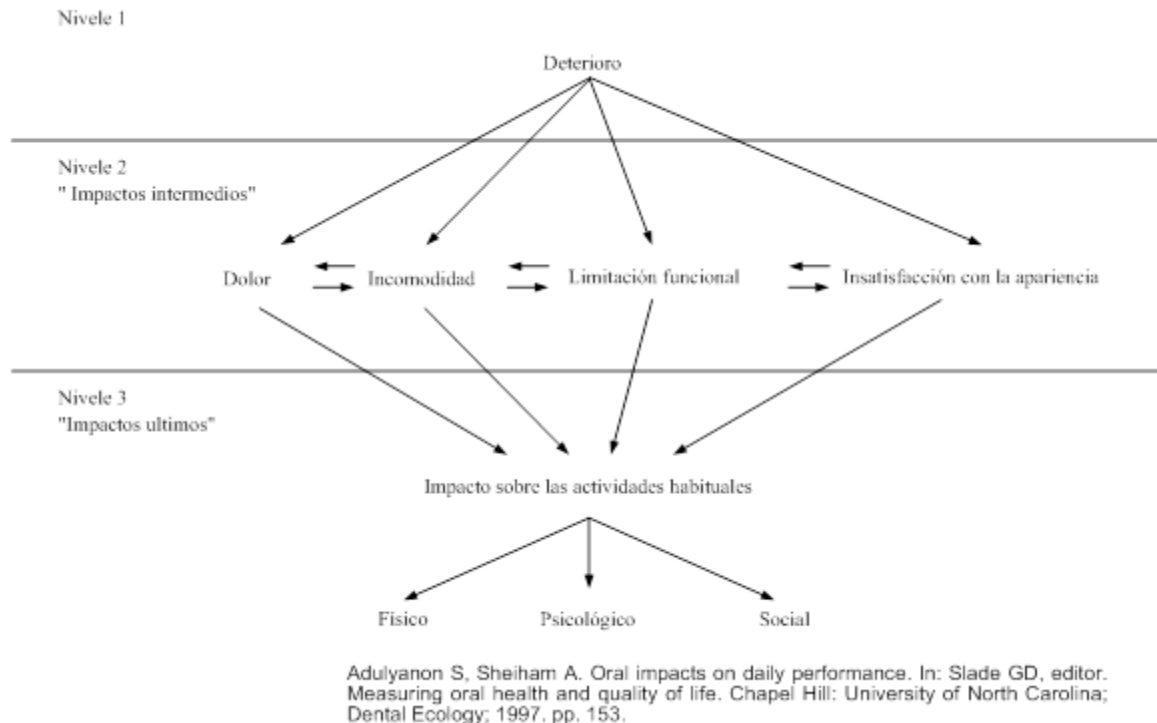 Nivele 1
Deterioro
Nivele 2
" Impactos intermedios"
Dolor
Incomodidad
Limitación funcional
Insatisfacción con la apariencia
Nivele 3
"Impactos ultimos"
Impacto sobre las actividades habituales
Físico
Psicológico
Social
Adulyanon S, Sheiham A. Oral impacts on daily performance. In: Slade GD, editor.
Measuring oral health and quality of life. Chapel Hill: University of North Carolina;
Dental Ecology; 1997. pp. 153.